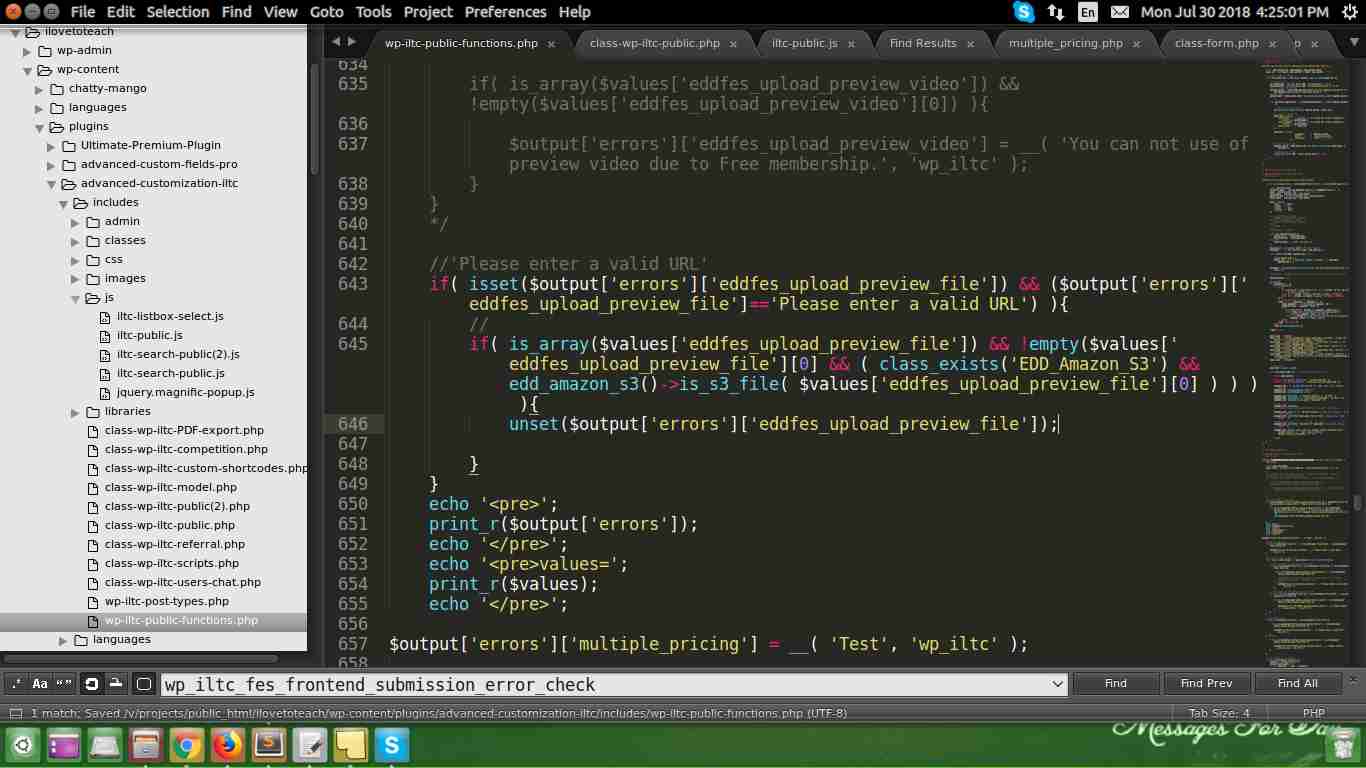 File Edit Selection Find View Goto Tools Project Preferences Help
En Mon Jul 30 2018 4:25:01 PM
ilovetoteach
wp-admin
wp-content
chatty-mango
languages
plugins
Ultimate-Premium-Plugin
advanced-custom-fields-pro
advanced-customization-iltc
includes
admin
classes
css
images
js
iltc-listbox-select.js
iltc-public.js
iltc-search-public(2).js
iltc-search-public.js
jquery.magnific-popup.js
libraries
class-wp-iltc-PDF-export.php
class-wp-iltc-competition.php
class-wp-iltc-custom-shortcodes.php
class-wp-iltc-model.php
class-wp-iltc-public(2).php
class-wp-iltc-public.php
class-wp-iltc-referral.php
class-wp-iltc-scripts.php
class-wp-iltc-users-chat.php
wp-iltc-post-types.php
wp-iltc-public-functions.php
languages
wp-iltc-public-functions.php × class-wp-iltc-public.php × iltc-public.js × Find Results × multiple_pricing.php × class-form.php × p ×
634
635 if( is_array($values['eddfes_upload_preview_video']) &&
!empty($values['eddfes_upload_preview_video'][0]) ){
636
637 $output['errors']['eddfes_upload_preview_video'] = __( 'You can not use of
preview video due to Free membership.', 'wp_iltc' );
638 }
639 }
640 */
641
642 //'Please enter a valid URL'
643 if( isset($output['errors']['eddfes_upload_preview_file']) && ($output['errors']['
eddfes_upload_preview_file']=='Please enter a valid URL') ){
644 //
645 if( is_array($values['eddfes_upload_preview_file']) && !empty($values['
eddfes_upload_preview_file'][0] && ( class_exists('EDD_Amazon_S3') &&
edd_amazon_s3()->is_s3_file( $values['eddfes_upload_preview_file'][0] ) ) )
){
646 unset($output['errors']['eddfes_upload_preview_file']);
647
648 }
649 }
650 echo '<pre>';
651 print_r($output['errors']);
652 echo '</pre>';
653 echo '<pre>values=';
654 print_r($values);
655 echo '</pre>';
656
657 $output['errors']['multiple_pricing'] = __( 'Test', 'wp_iltc' );
658
.* Aa “” wp_iltc_fes_frontend_submission_error_check Find Find Prev Find All ×
1 match; Saved /v/projects/public_html/ilovetoteach/wp-content/plugins/advanced-customization-iltc/includes/wp-iltc-public-functions.php (UTF-8) Tab Size: 4 PHP
Messages For Day